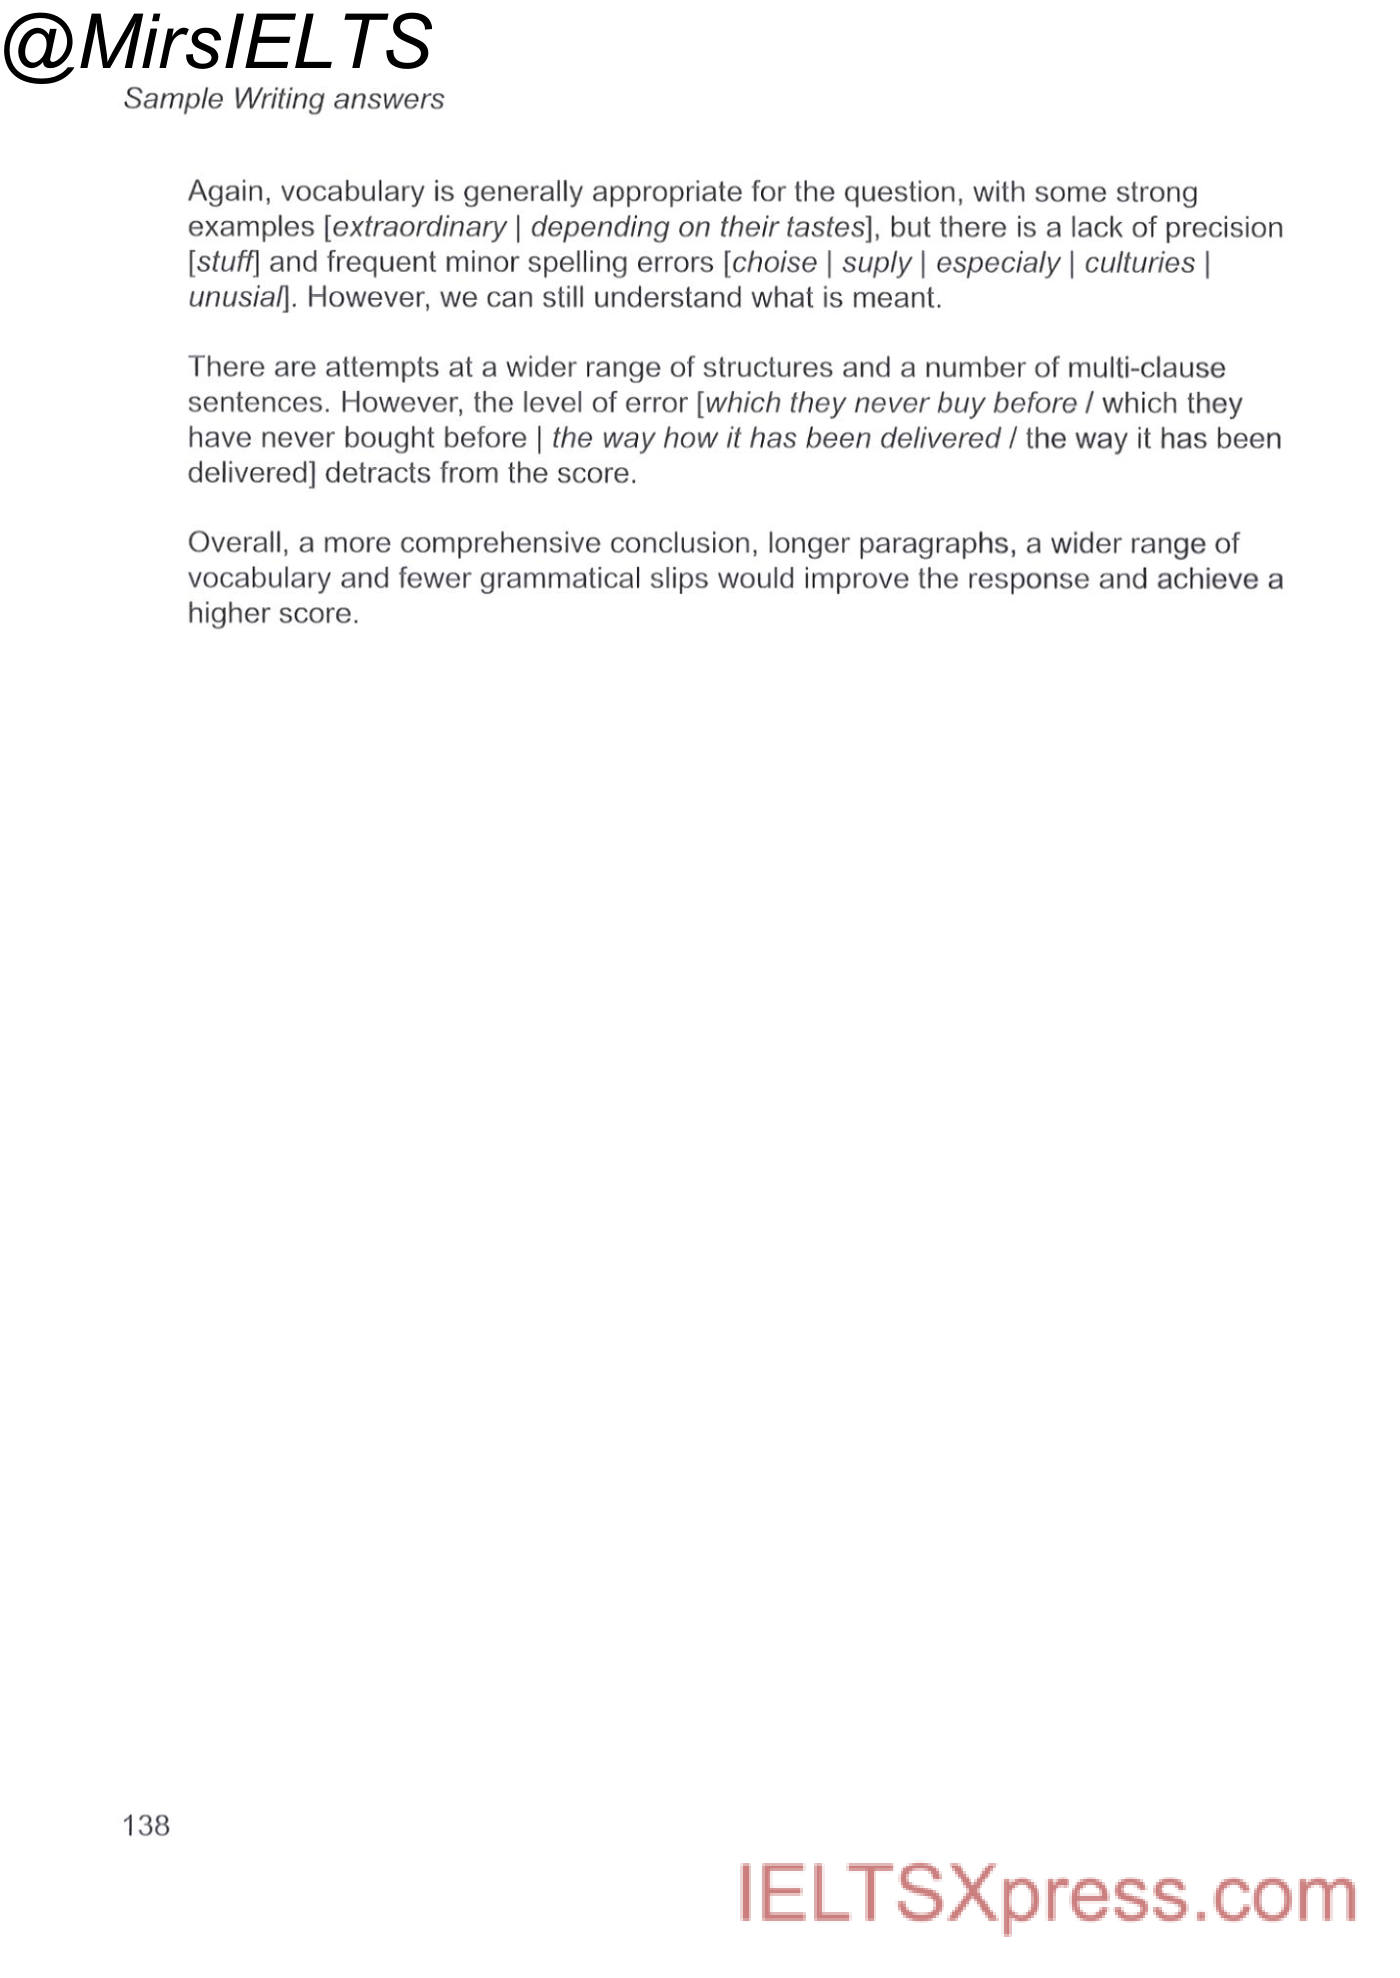 @MirsIELTS
Sample Writing answers
Again, vocabulary is generally appropriate for the question, with some strong
examples [extraordinary | depending on their tastes], but there is a lack of precision
[stuff] and frequent minor spelling errors [choise | suply | especialy | culturies |
unusial]. However, we can still understand what is meant.
There are attempts at a wider range of structures and a number of multi-clause
sentences. However, the level of error [which they never buy before / which they
have never bought before | the way how it has been delivered / the way it has been
delivered] detracts from the score.
Overall, a more comprehensive conclusion, longer paragraphs, a wider range of
vocabulary and fewer grammatical slips would improve the response and achieve a
higher score.
138
IELTSXpress.com